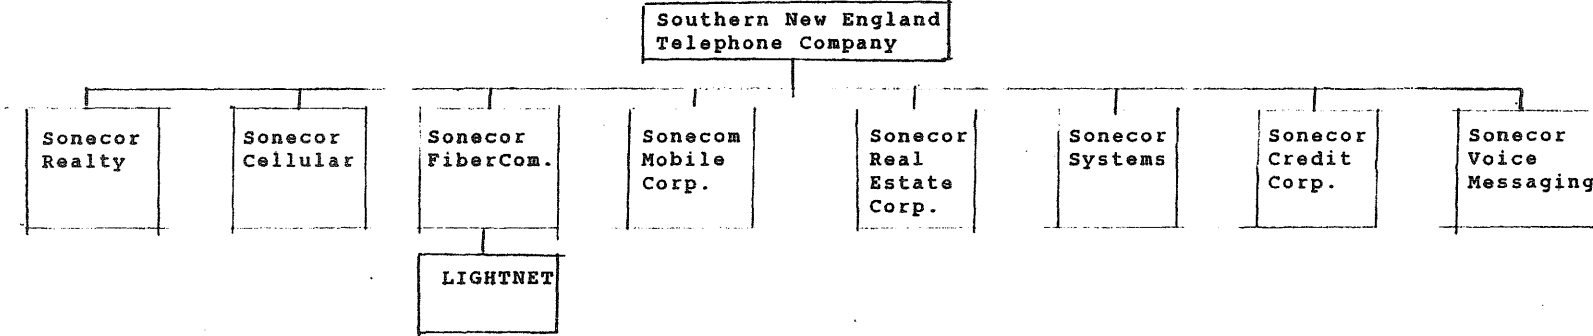 Southern New England
Telephone Company
Sonecor
Realty
Sonecor
Cellular
Sonecor
FiberCom.
Sonecom
Mobile
Corp.
Sonecor
Real
Estate
Corp.
Sonecor
Systems
Sonecor
Credit
Corp.
Sonecor
Voice
Messaging
LIGHTNET